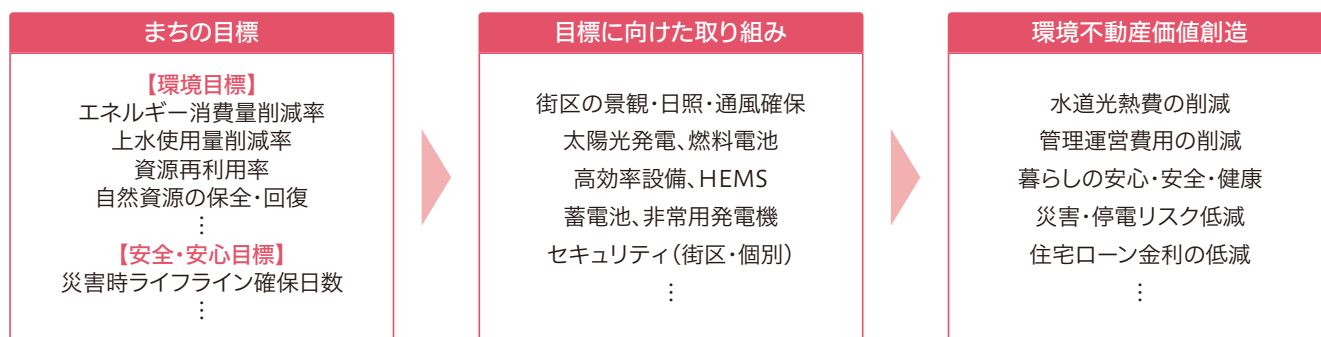 まちの目標
【環境目標】
エネルギー消費量削減率
上水使用量削減率
資源再利用率
自然資源の保全・回復
⋮
【安全・安心目標】
災害時ライフライン確保日数
⋮
目標に向けた取り組み
街区の景観・日照・通風確保
太陽光発電、燃料電池
高効率設備、HEMS
蓄電池、非常用発電機
セキュリティ（街区・個別）
⋮
環境不動産価値創造
水道光熱費の削減
管理運営費用の削減
暮らしの安心・安全・健康
災害・停電リスク低減
住宅ローン金利の低減
⋮